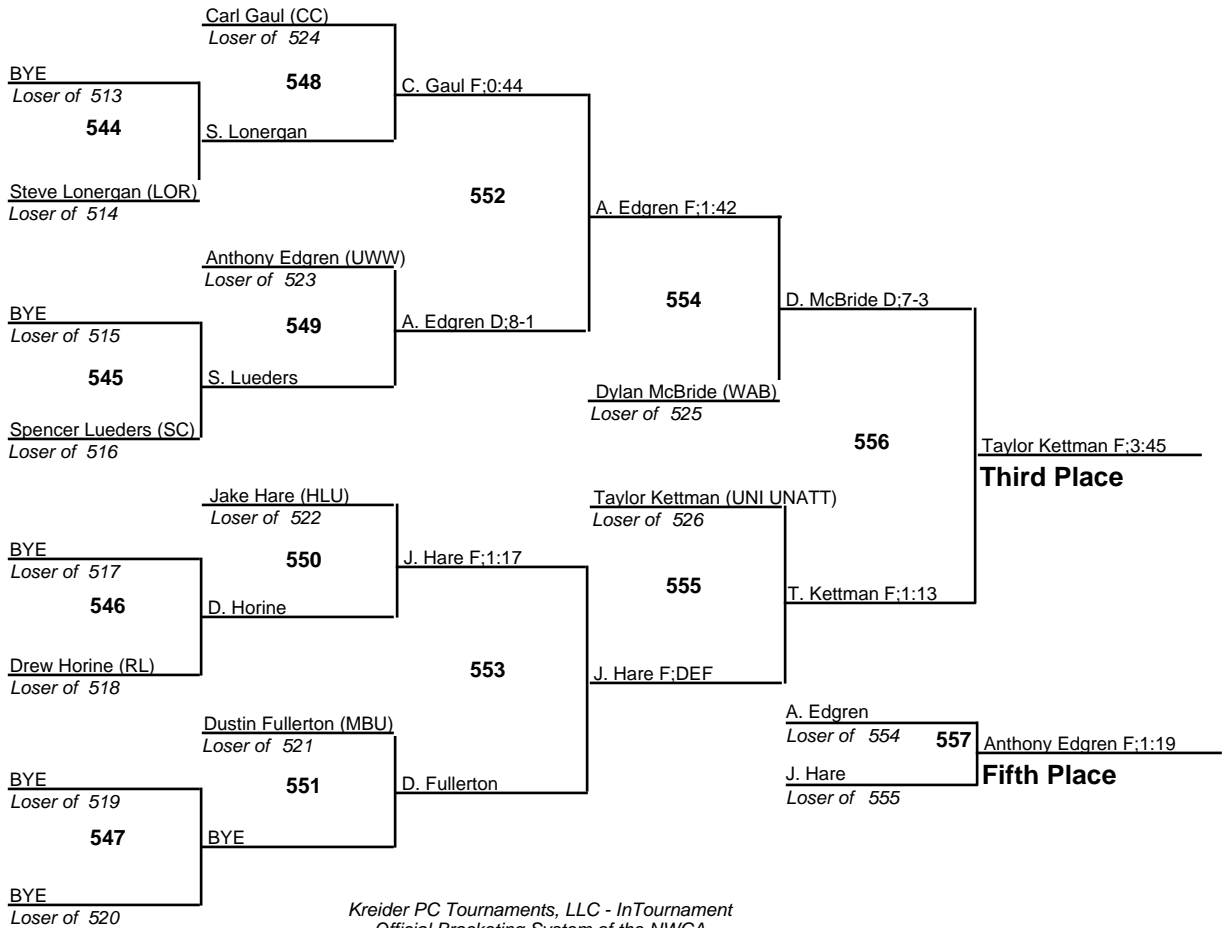 Carl Gaul (CC)
Loser of 524
BYE
Loser of 513
548
C. Gaul F;0:44
544
S. Lonergan
Steve Lonergan (LOR)
Loser of 514
552
A. Edgren F;1:42
Anthony Edgren (UWW)
Loser of 523
BYE
Loser of 515
549
A. Edgren D;8-1
554
D. McBride D;7-3
545
S. Lueders
Dylan McBride (WAB)
Loser of 525
Spencer Lueders (SC)
Loser of 516
556
Taylor Kettman F;3:45
Third Place
Jake Hare (HLU)
Loser of 522
Taylor Kettman (UNI UNATT)
Loser of 526
BYE
Loser of 517
550
J. Hare F;1:17
555
T. Kettman F;1:13
546
D. Horine
Drew Horine (RL)
Loser of 518
553
J. Hare F;DEF
Dustin Fullerton (MBU)
Loser of 521
A. Edgren
Loser of 554
557
Anthony Edgren F;1:19
Fifth Place
J. Hare
Loser of 555
BYE
Loser of 519
551
D. Fullerton
547
BYE
BYE
Loser of 520
Kreider PC Tournaments, LLC - InTournament
Official Bracketing System of the NWCA